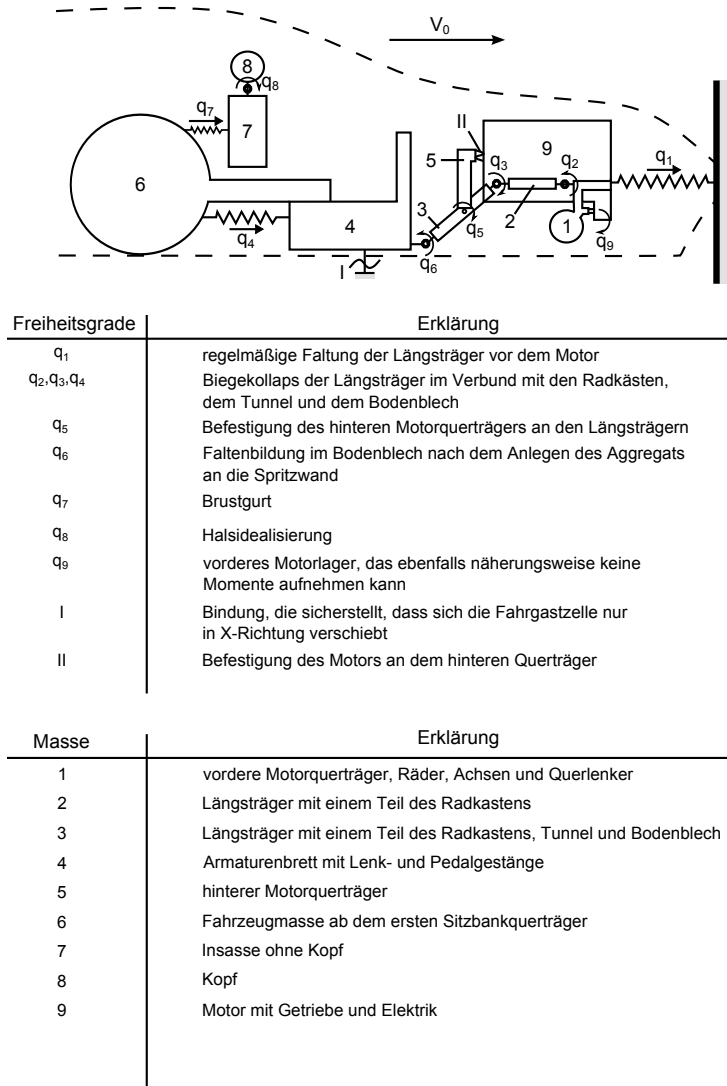 V₀
8
q₈
q₇
7
6
II
9
5
q₃
q₂
q₁
3
2
4
q₅
1
q₄
q₆
q₉
I
Freiheitsgrade Erklärung
q₁ regelmäßige Faltung der Längsträger vor dem Motor
q₂,q₃,q₄ Biegekollaps der Längsträger im Verbund mit den Radkästen,
dem Tunnel und dem Bodenblech
q₅ Befestigung des hinteren Motorquerträgers an den Längsträgern
q₆ Faltenbildung im Bodenblech nach dem Anlegen des Aggregats
an die Spritzwand
q₇ Brustgurt
q₈ Halsidealisierung
q₉ vorderes Motorlager, das ebenfalls näherungsweise keine
Momente aufnehmen kann
I Bindung, die sicherstellt, dass sich die Fahrgastzelle nur
in X-Richtung verschiebt
II Befestigung des Motors an dem hinteren Querträger
Masse Erklärung
1 vordere Motorquerträger, Räder, Achsen und Querlenker
2 Längsträger mit einem Teil des Radkastens
3 Längsträger mit einem Teil des Radkastens, Tunnel und Bodenblech
4 Armaturenbrett mit Lenk- und Pedalgestänge
5 hinterer Motorquerträger
6 Fahrzeugmasse ab dem ersten Sitzbankquerträger
7 Insasse ohne Kopf
8 Kopf
9 Motor mit Getriebe und Elektrik